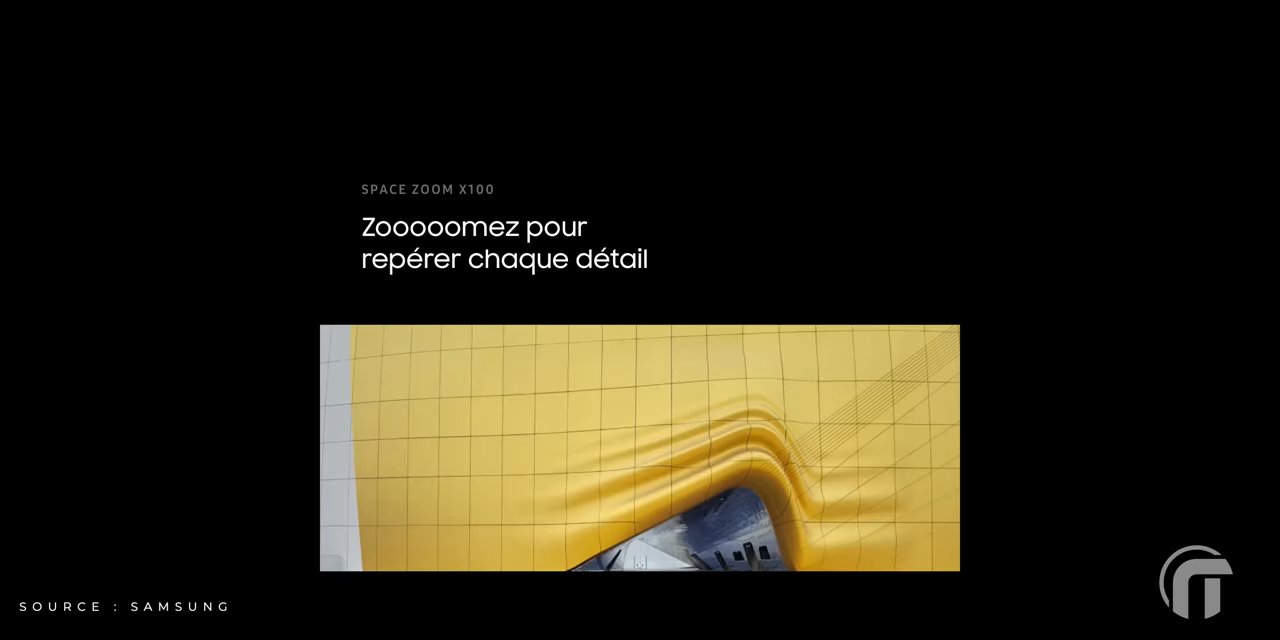 SPACE ZOOM X100
Zooooomez pour
repérer chaque détail
SOURCE : SAMSUNG